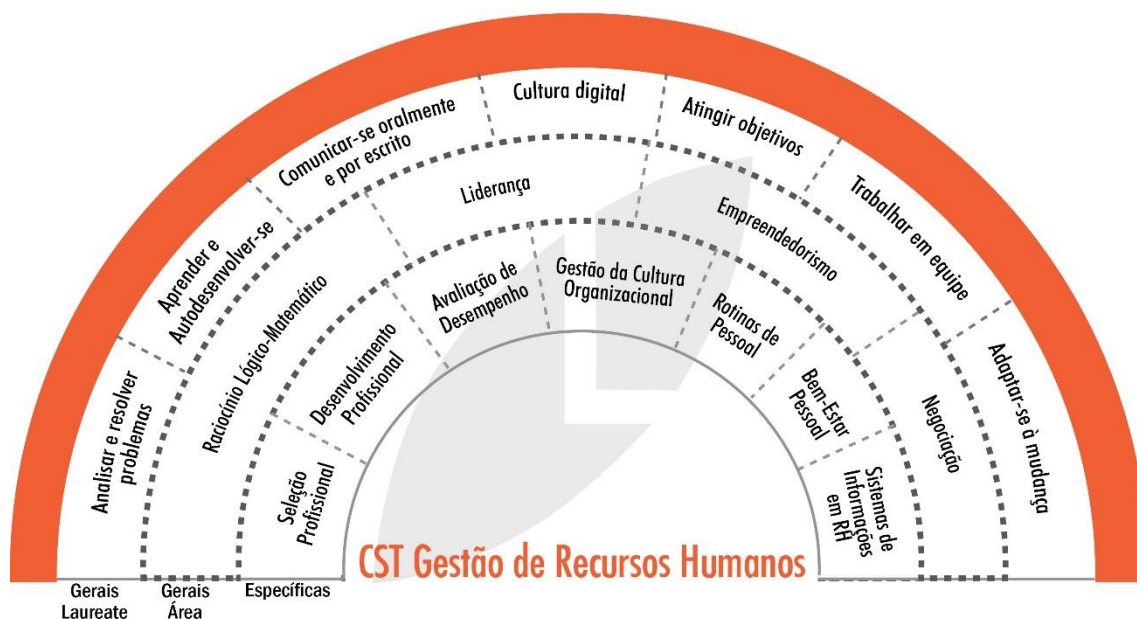 Analisar e resolver
problemas
Aprender e
Autodesenvolver-se
Comunicar-se oralmente
e por escrito
Cultura digital
Atingir objetivos
Trabalhar em equipe
Adaptar-se à mudança
Raciocínio Lógico-Matemático
Liderança
Empreendedorismo
Negociação
Seleção
Profissional
Desenvolvimento
Profissional
Avaliação de
Desempenho
Gestão da Cultura
Organizacional
Rotinas de
Pessoal
Bem-Estar
Pessoal
Sistemas de
Informações
em RH
CST Gestão de Recursos Humanos
Gerais
Laureate
Gerais
Área
Específicas